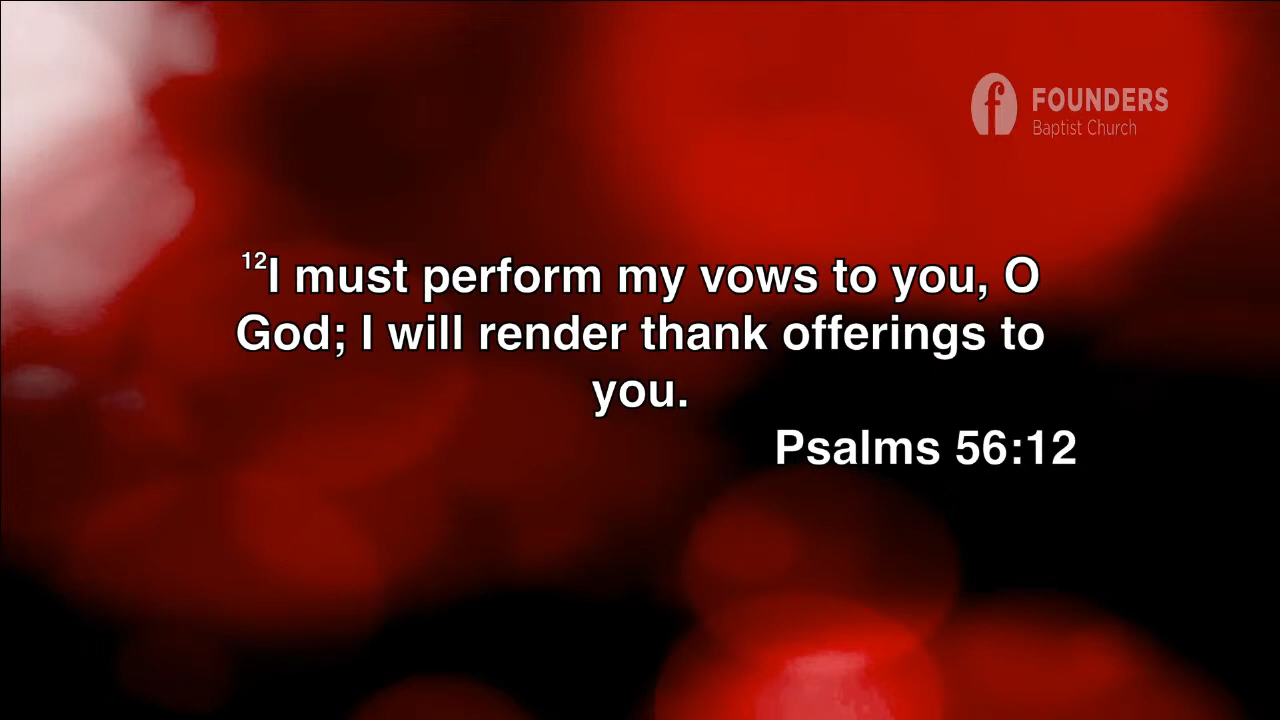 FOUNDERS
Baptist Church
12I must perform my vows to you, O
God; I will render thank offerings to
you.
Psalms 56:12